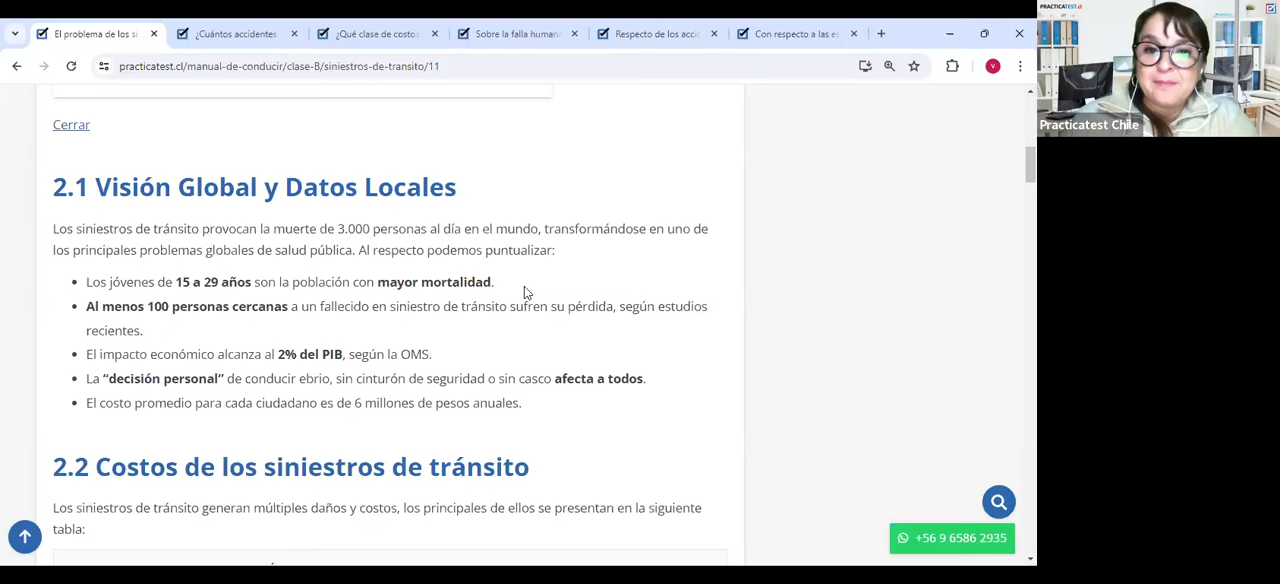 El problema de los si
¿Cuántos accidentes
¿Qué clase de costos
Sobre la falla humana
Respecto de los acci
Con respecto a las e
practicatest.cl/manual-de-conducir/clase-B/siniestros-de-transito/11
PRACTICATEST.cl
Practicatest Chile
Cerrar
2.1 Visión Global y Datos Locales
Los siniestros de tránsito provocan la muerte de 3.000 personas al día en el mundo, transformándose en uno de
los principales problemas globales de salud pública. Al respecto podemos puntualizar:
• Los jóvenes de 15 a 29 años son la población con mayor mortalidad.
• Al menos 100 personas cercanas a un fallecido en siniestro de tránsito sufren su pérdida, según estudios
recientes.
• El impacto económico alcanza al 2% del PIB, según la OMS.
• La “decisión personal” de conducir ebrio, sin cinturón de seguridad o sin casco afecta a todos.
• El costo promedio para cada ciudadano es de 6 millones de pesos anuales.
2.2 Costos de los siniestros de tránsito
Los siniestros de tránsito generan múltiples daños y costos, los principales de ellos se presentan en la siguiente
tabla:
+56 9 6586 2935